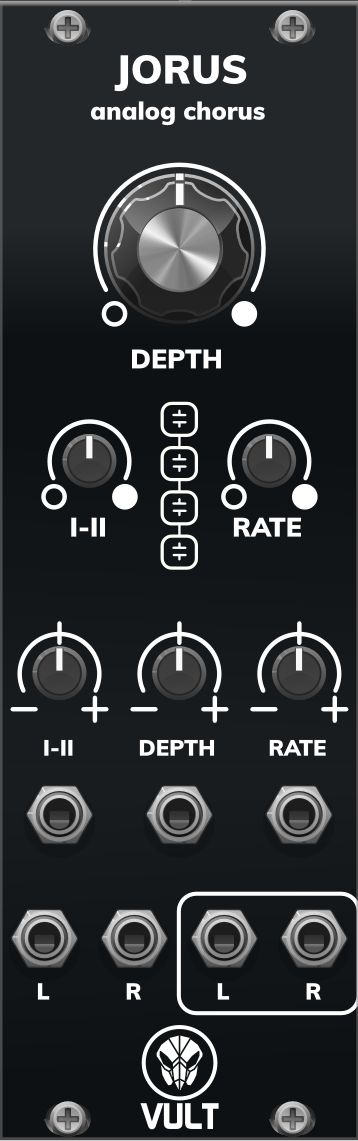 JORUS
analog chorus
DEPTH
I-II RATE
I-II DEPTH RATE
L R L R
VULT